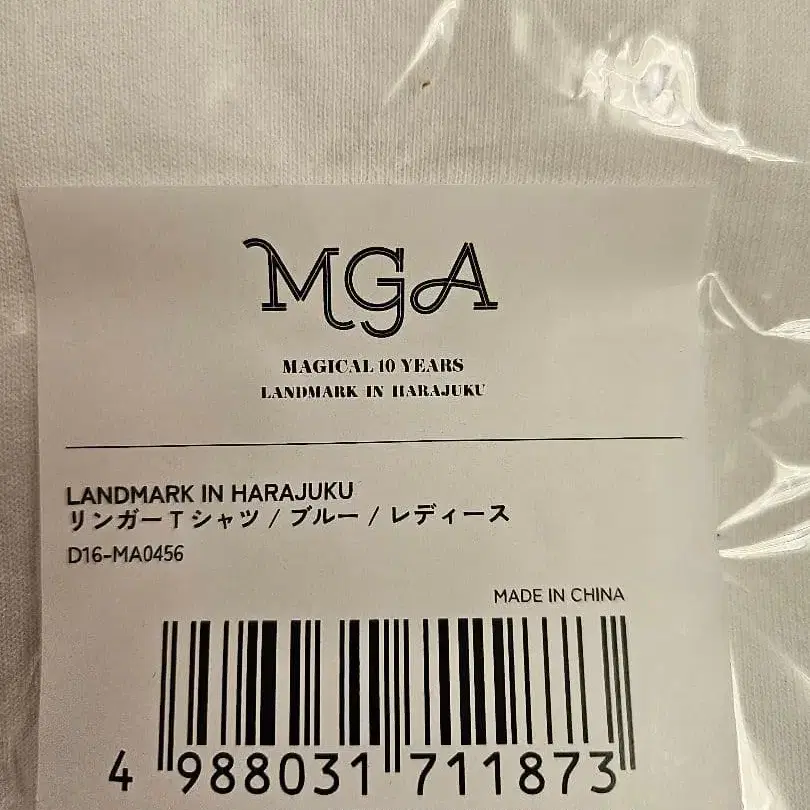 MGA
MAGICAL 10 YEARS
LANDMARK IN HARAJUKU
LANDMARK IN HARAJUKU
リンガーTシャツ / ブルー / レディース
D16-MA0456
MADE IN CHINA
4 988031 711873